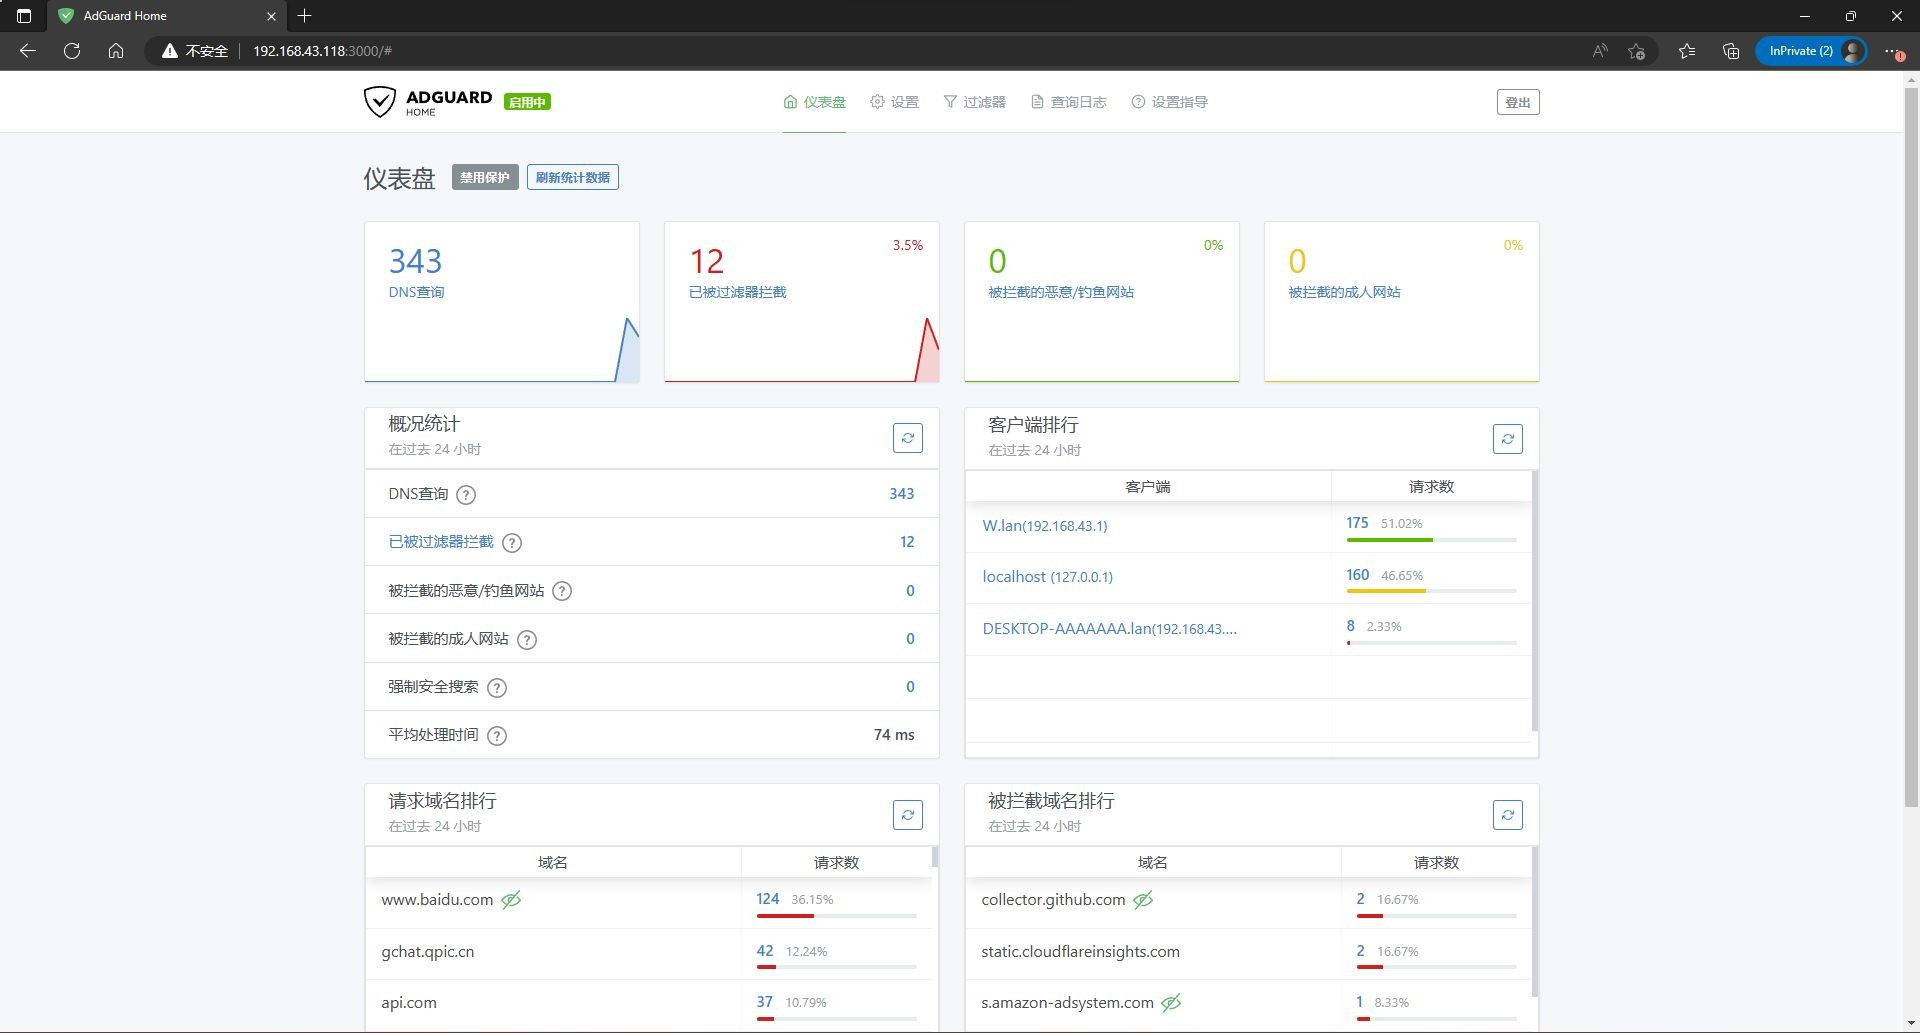 AdGuard Home
不安全
192.168.43.118:3000/#
InPrivate (2)
ADGUARD
HOME
启用中
仪表盘
设置
过滤器
查询日志
设置指导
登出
仪表盘
禁用保护
刷新统计数据
343
DNS查询
12
3.5%
已被过滤器拦截
0
0%
被拦截的恶意/钓鱼网站
0
0%
被拦截的成人网站
概况统计
在过去 24 小时
DNS查询 ? 343
已被过滤器拦截 ? 12
被拦截的恶意/钓鱼网站 ? 0
被拦截的成人网站 ? 0
强制安全搜索 ? 0
平均处理时间 ? 74 ms
客户端排行
在过去 24 小时
客户端 请求数
W.lan(192.168.43.1) 175 51.02%
localhost (127.0.0.1) 160 46.65%
DESKTOP-AAAAAAA.lan(192.168.43.... 8 2.33%
请求域名排行
在过去 24 小时
域名 请求数
www.baidu.com 124 36.15%
gchat.qpic.cn 42 12.24%
api.com 37 10.79%
被拦截域名排行
在过去 24 小时
域名 请求数
collector.github.com 2 16.67%
static.cloudflareinsights.com 2 16.67%
s.amazon-adsystem.com 1 8.33%